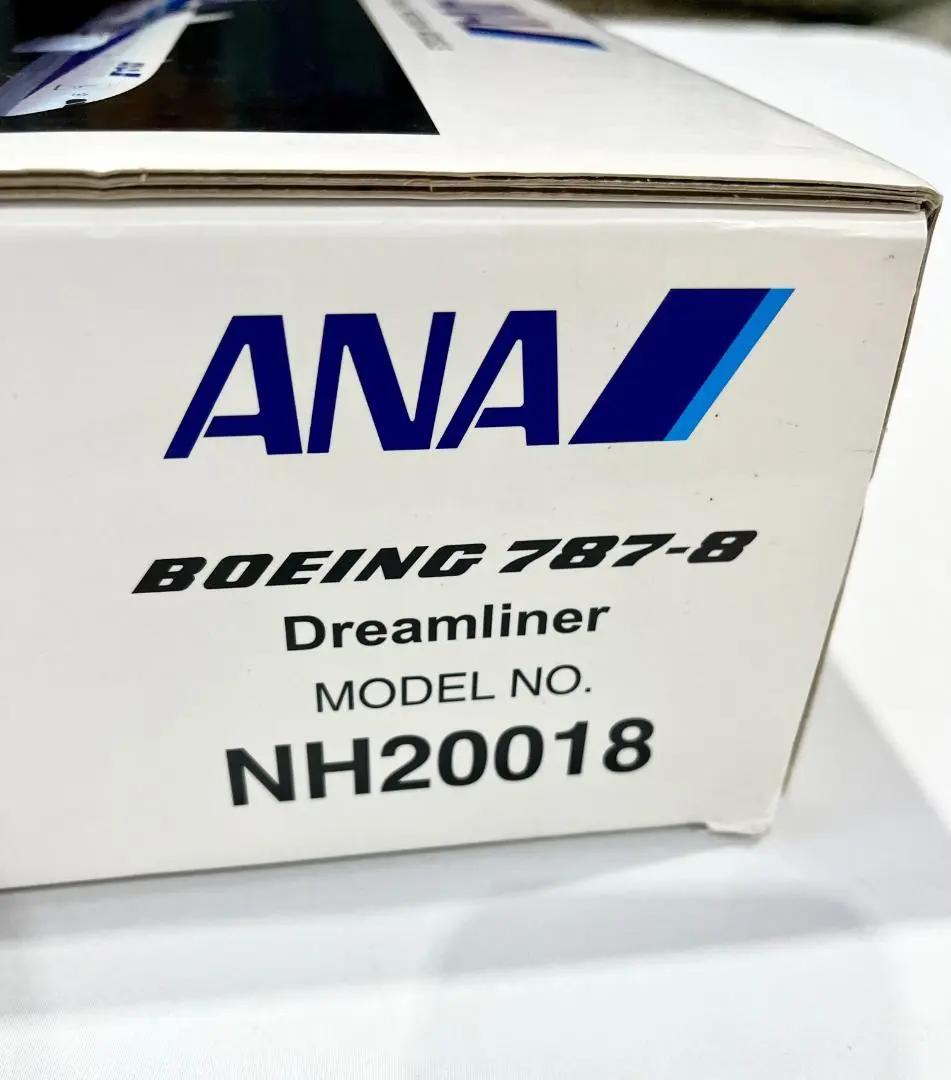 ANA
BOEING 787-8
Dreamliner
MODEL NO.
NH20018